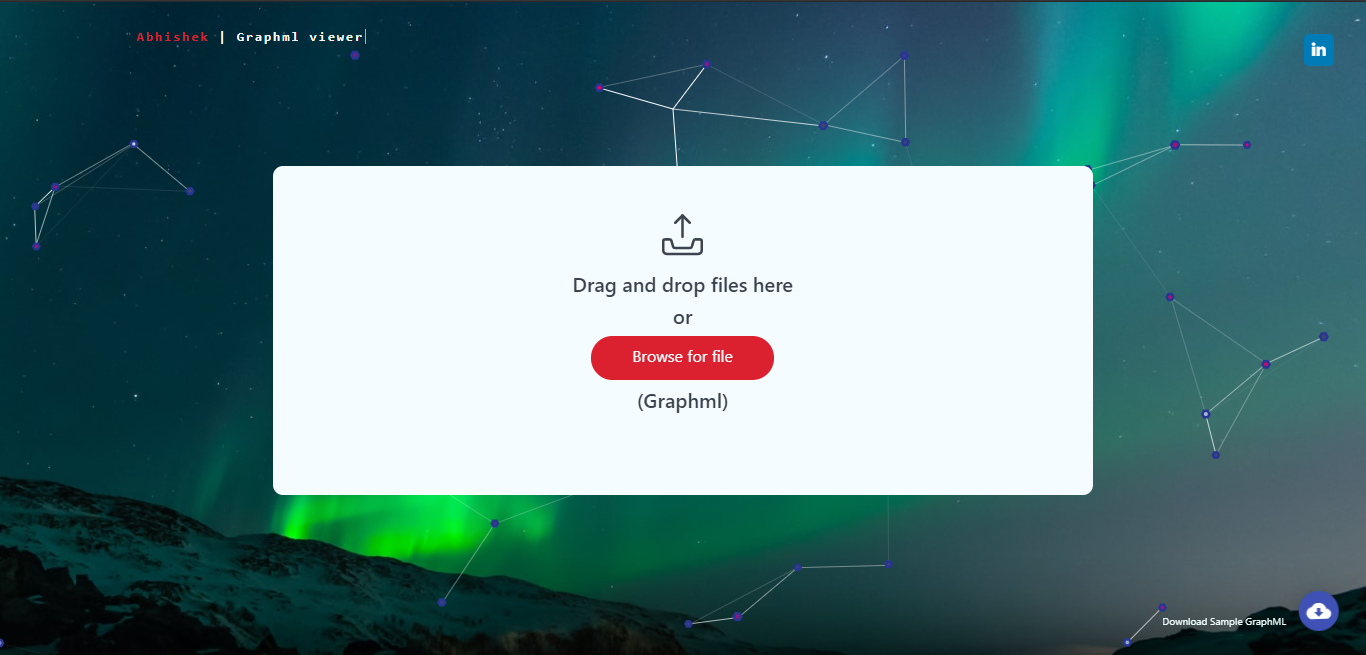 Abhishek | Graphml viewer
in
Drag and drop files here
or
Browse for file
(Graphml)
Download Sample GraphML